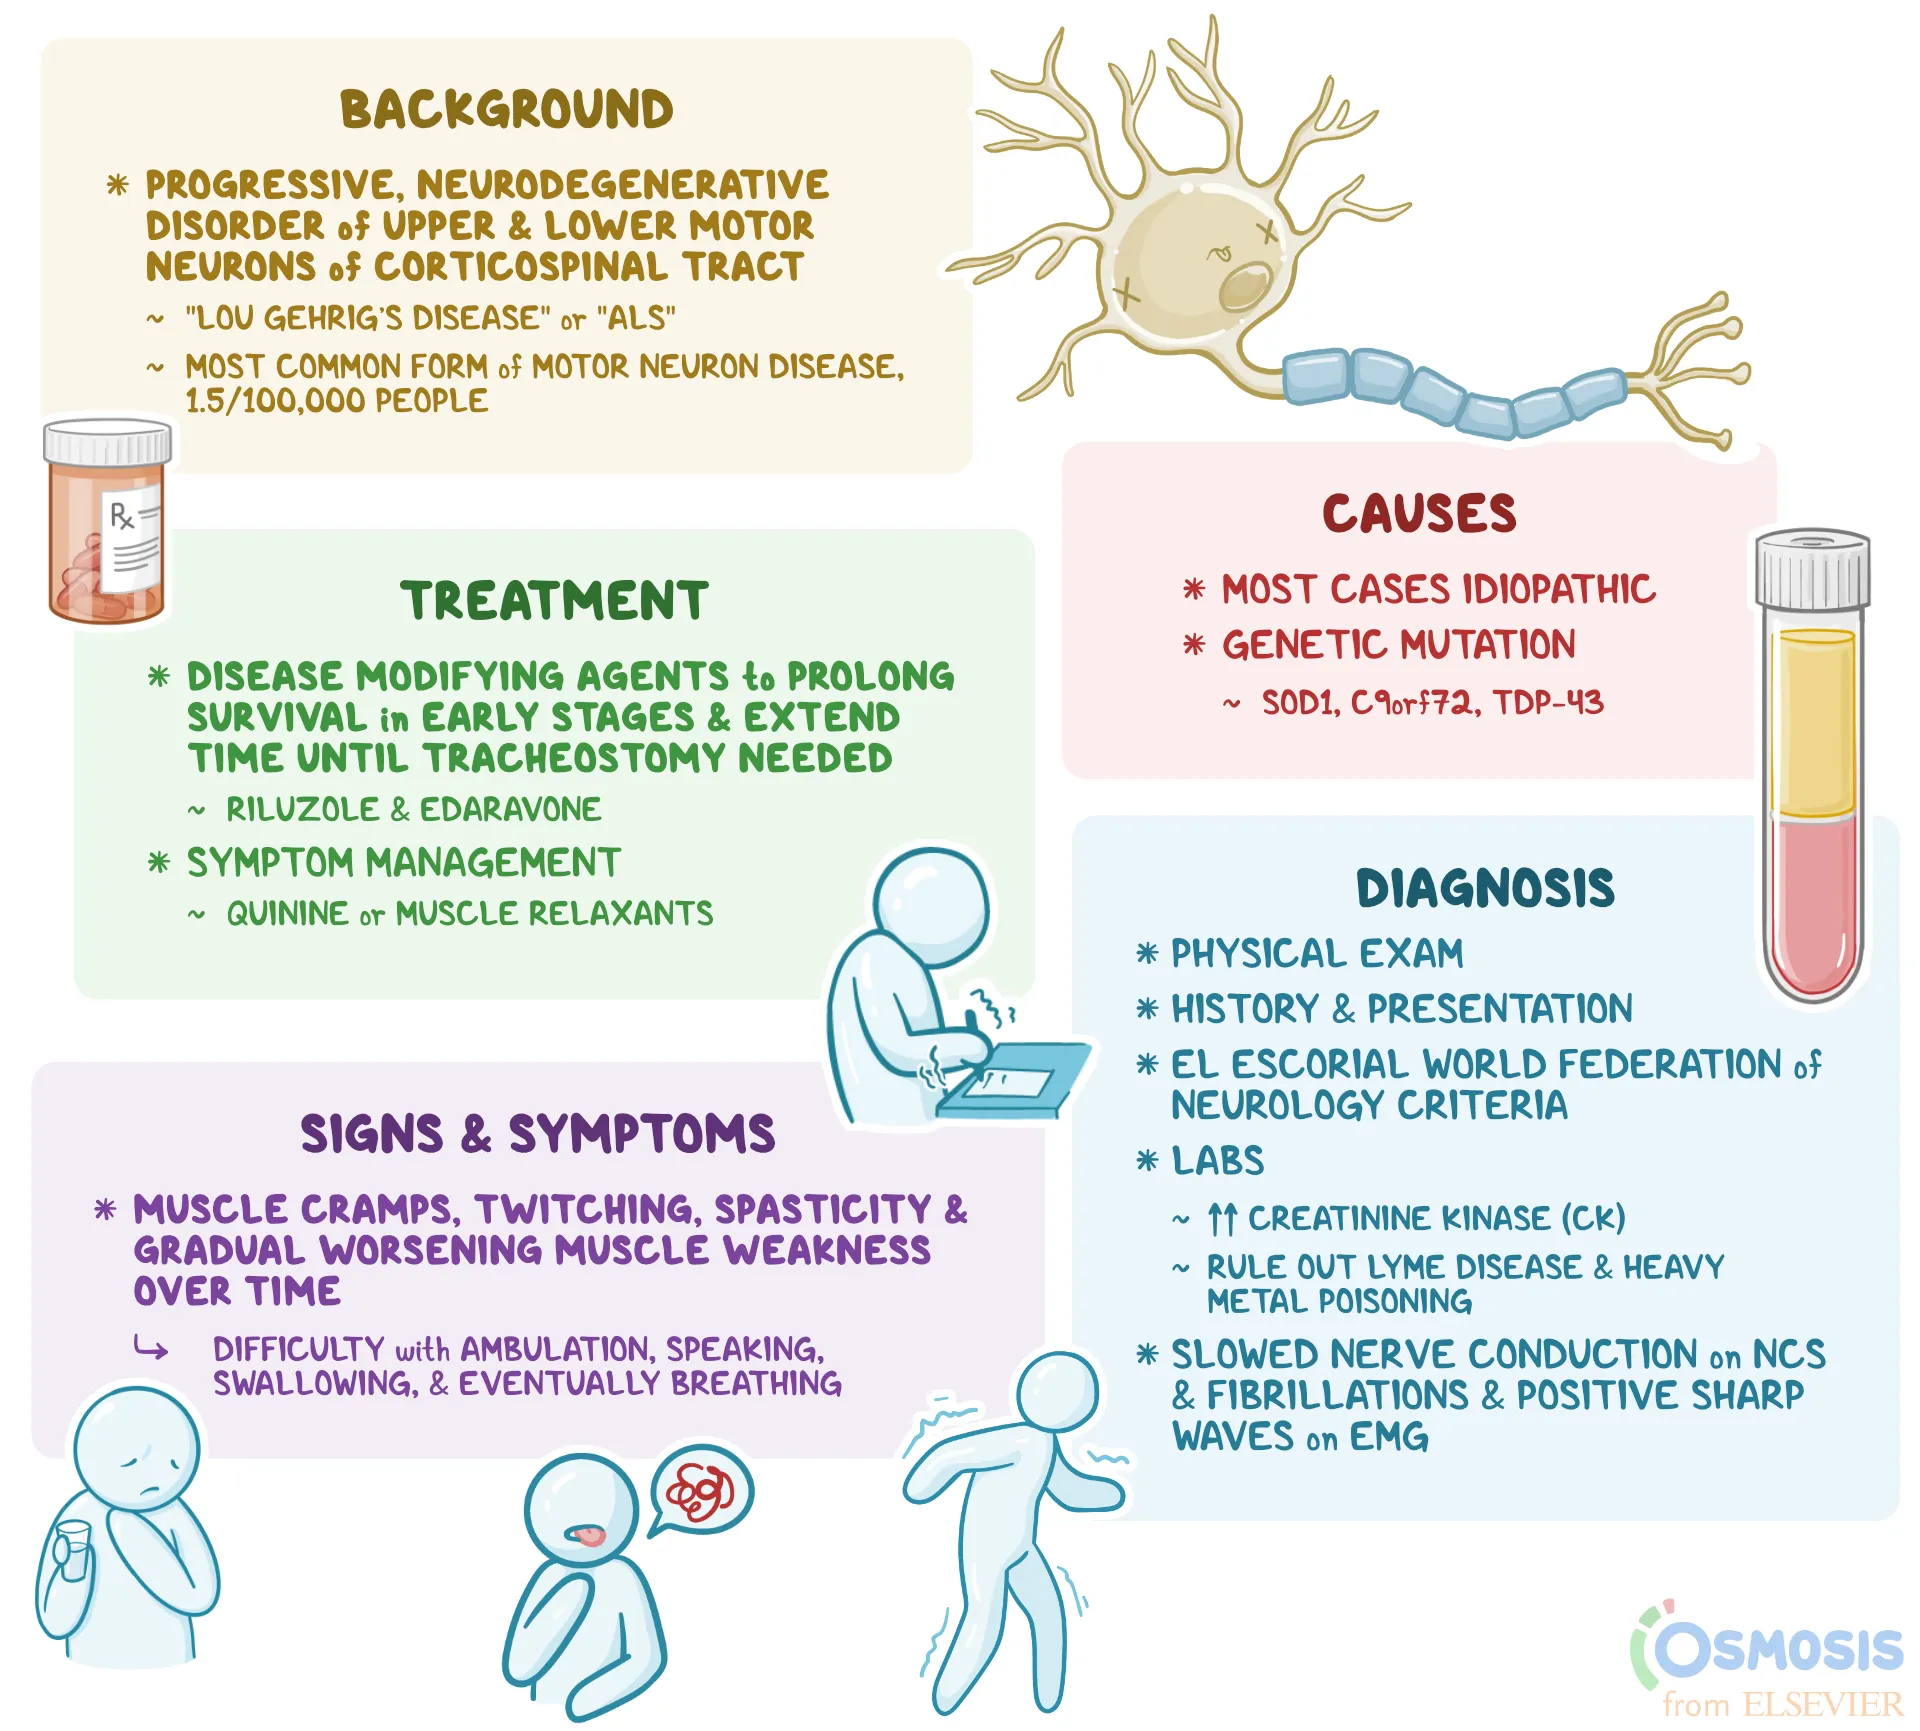 BACKGROUND
* PROGRESSIVE, NEURODEGENERATIVE
DISORDER of UPPER & LOWER MOTOR
NEURONS of CORTICOSPINAL TRACT
~ "LOU GEHRIG'S DISEASE" or "ALS"
~ MOST COMMON FORM of MOTOR NEURON DISEASE,
1.5/100,000 PEOPLE
Rx
TREATMENT
* DISEASE MODIFYING AGENTS to PROLONG
SURVIVAL in EARLY STAGES & EXTEND
TIME UNTIL TRACHEOSTOMY NEEDED
~ RILUZOLE & EDARAVONE
* SYMPTOM MANAGEMENT
~ QUININE or MUSCLE RELAXANTS
SIGNS & SYMPTOMS
* MUSCLE CRAMPS, TWITCHING, SPASTICITY &
GRADUAL WORSENING MUSCLE WEAKNESS
OVER TIME
↳ DIFFICULTY with AMBULATION, SPEAKING,
SWALLOWING, & EVENTUALLY BREATHING
CAUSES
* MOST CASES IDIOPATHIC
* GENETIC MUTATION
~ SOD1, C9orf72, TDP-43
DIAGNOSIS
* PHYSICAL EXAM
* HISTORY & PRESENTATION
* EL ESCORIAL WORLD FEDERATION of
NEUROLOGY CRITERIA
* LABS
~ ↑↑ CREATININE KINASE (CK)
~ RULE OUT LYME DISEASE & HEAVY
METAL POISONING
* SLOWED NERVE CONDUCTION on NCS
& FIBRILLATIONS & POSITIVE SHARP
WAVES on EMG
OSMOSIS
from ELSEVIER